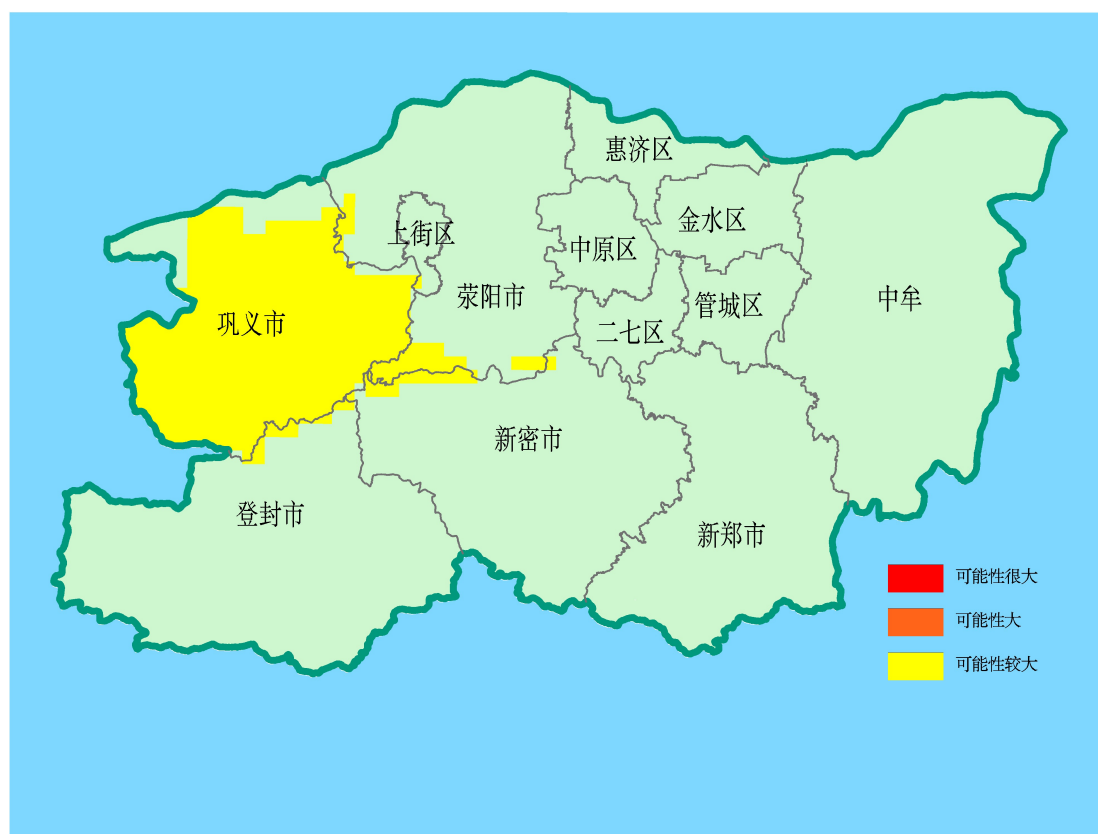 惠济区
金水区
上街区
中原区
荥阳市
管城区
中牟
巩义市
二七区
新密市
登封市
新郑市
可能性很大
可能性大
可能性较大